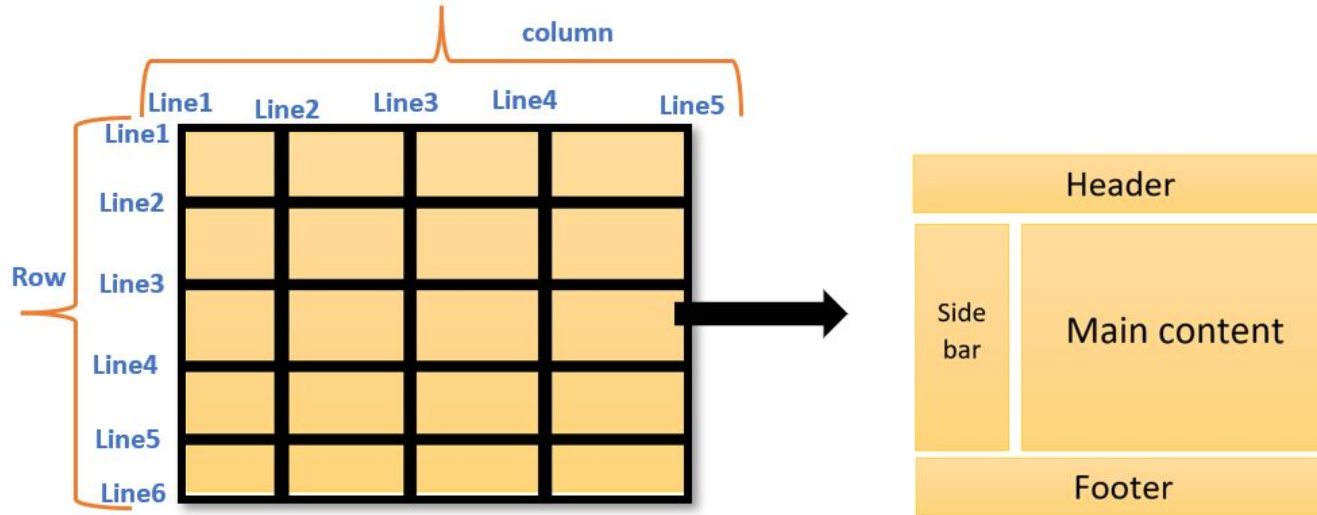 column
Line1
Line2
Line3
Line4
Line5
Line1
Line2
Row
Line3
Line4
Line5
Line6
Header
Side
bar
Main content
Footer